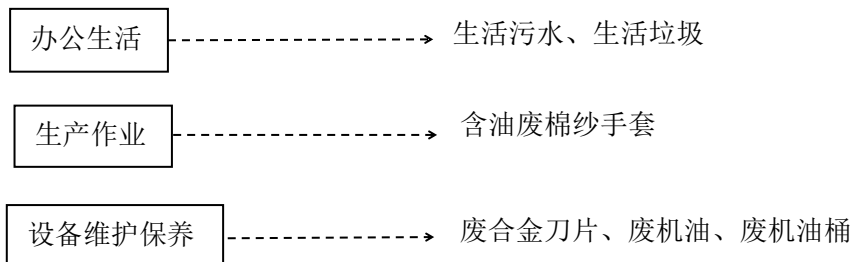 办公生活 生活污水、生活垃圾
生产作业 含油废棉纱手套
设备维护保养 废合金刀片、废机油、废机油桶